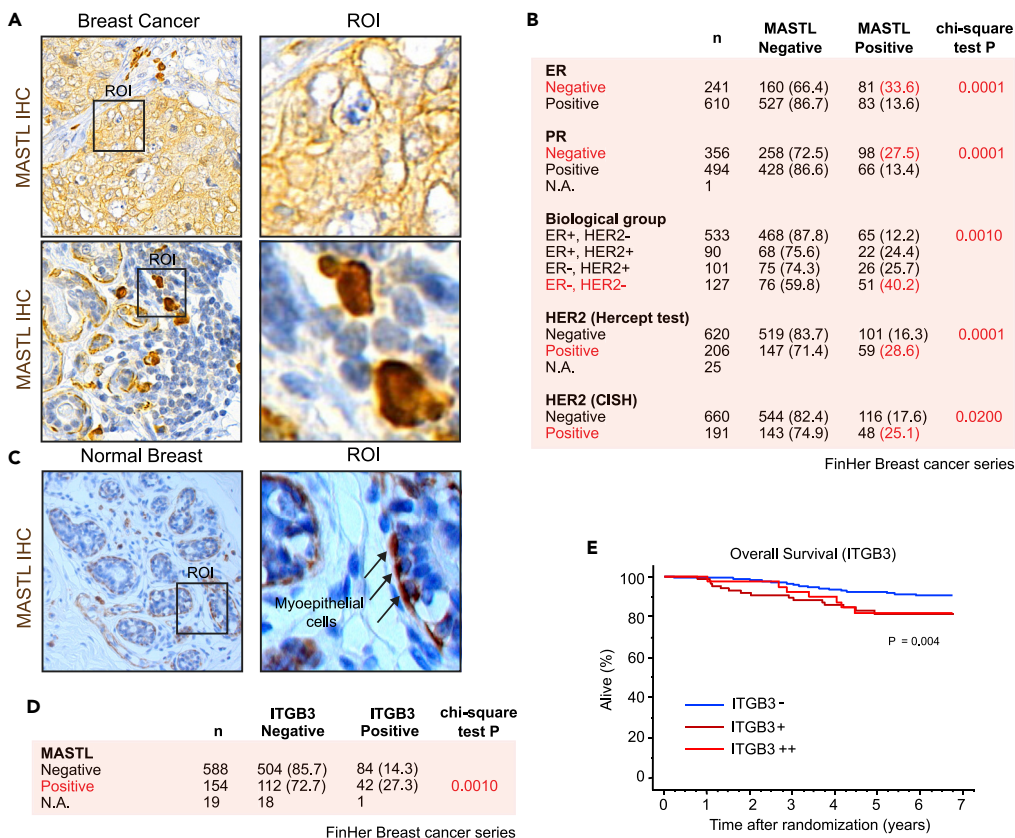 A
Breast Cancer
ROI
MASTL IHC
ROI
MASTL IHC
ROI
B
n MASTL Negative MASTL Positive chi-square test P
ER
Negative 241 160 (66.4) 81 (33.6) 0.0001
Positive 610 527 (86.7) 83 (13.6)
PR
Negative 356 258 (72.5) 98 (27.5) 0.0001
Positive 494 428 (86.6) 66 (13.4)
N.A. 1
Biological group
ER+, HER2- 533 468 (87.8) 65 (12.2) 0.0010
ER+, HER2+ 90 68 (75.6) 22 (24.4)
ER-, HER2+ 101 75 (74.3) 26 (25.7)
ER-, HER2- 127 76 (59.8) 51 (40.2)
HER2 (Hercept test)
Negative 620 519 (83.7) 101 (16,3) 0.0001
Positive 206 147 (71.4) 59 (28.6)
N.A. 25
HER2 (CISH)
Negative 660 544 (82.4) 116 (17.6) 0.0200
Positive 191 143 (74.9) 48 (25.1)
FinHer Breast cancer series
C
Normal Breast
ROI
MASTL IHC
ROI
Myoepithelial
cells
D
n ITGB3 Negative ITGB3 Positive chi-square test P
MASTL
Negative 588 504 (85.7) 84 (14.3)
Positive 154 112 (72.7) 42 (27.3) 0.0010
N.A. 19 18 1
FinHer Breast cancer series
E
Overall Survival (ITGB3)
Alive (%)
100
80
60
40
20
0
P = 0.004
ITGB3 -
ITGB3 +
ITGB3 ++
0 1 2 3 4 5 6 7
Time after randomization (years)